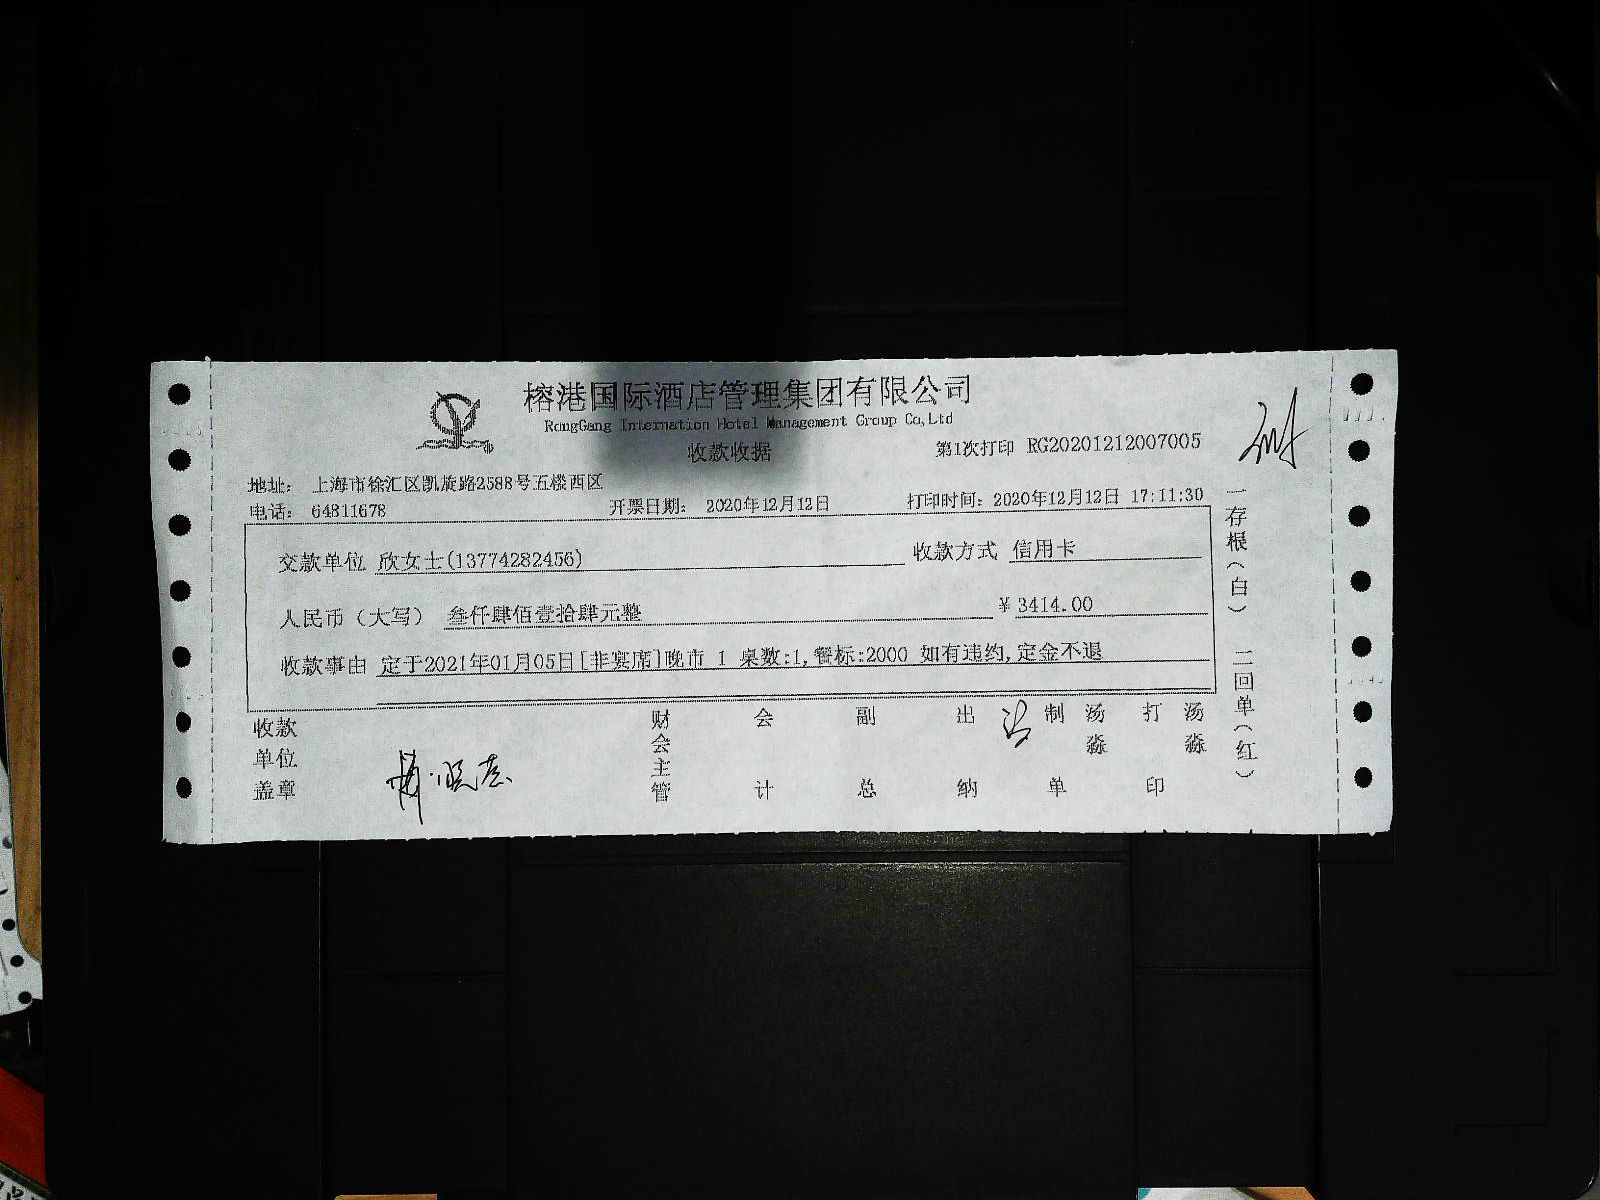 榕港国际酒店管理集团有限公司
RongGang Internation Hotel Management Group Co,Ltd
收款收据
第1次打印 RG20201212007005
地址: 上海市徐汇区凯旋路2588号五楼西区
电话: 64811678 开票日期: 2020年12月12日 打印时间: 2020年12月12日 17:11:30
交款单位 欣女士(13774282456) 收款方式 信用卡
人民币（大写） 叁仟肆佰壹拾肆元整 ¥ 3414.00
收款事由 定于2021年01月05日[非宴席]晚市 1 桌数:1,餐标:2000 如有违约,定金不退
收款单位盖章
财会主管 会计 副总 出纳 制单 汤淼 打印 汤淼
一存根(白) 二回单(红)